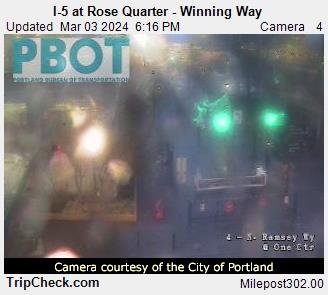 I-5 at Rose Quarter - Winning Way
Updated Mar 03 2024 6:16 PM Camera 4
PBOT
PORTLAND BUREAU OF TRANSPORTATION
4 - N. Ramsey Wy
@ One Ctr
Camera courtesy of the City of Portland
TripCheck.com Milepost302.00